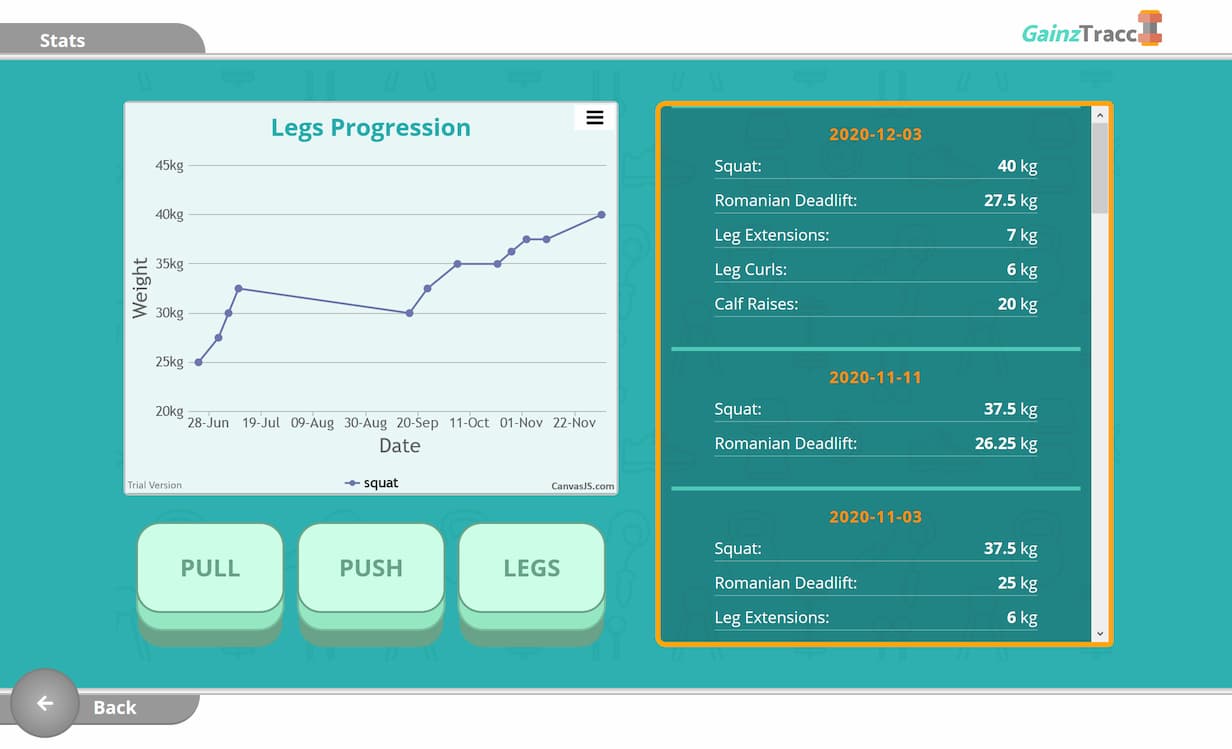 Stats
GainzTracc
Legs Progression
45kg
40kg
35kg
30kg
25kg
20kg
Weight
28-Jun 19-Jul 09-Aug 30-Aug 20-Sep 11-Oct 01-Nov 22-Nov
Date
squat
Trial Version
CanvasJS.com
PULL
PUSH
LEGS
2020-12-03
Squat: 40 kg
Romanian Deadlift: 27.5 kg
Leg Extensions: 7 kg
Leg Curls: 6 kg
Calf Raises: 20 kg
2020-11-11
Squat: 37.5 kg
Romanian Deadlift: 26.25 kg
2020-11-03
Squat: 37.5 kg
Romanian Deadlift: 25 kg
Leg Extensions: 6 kg
Back